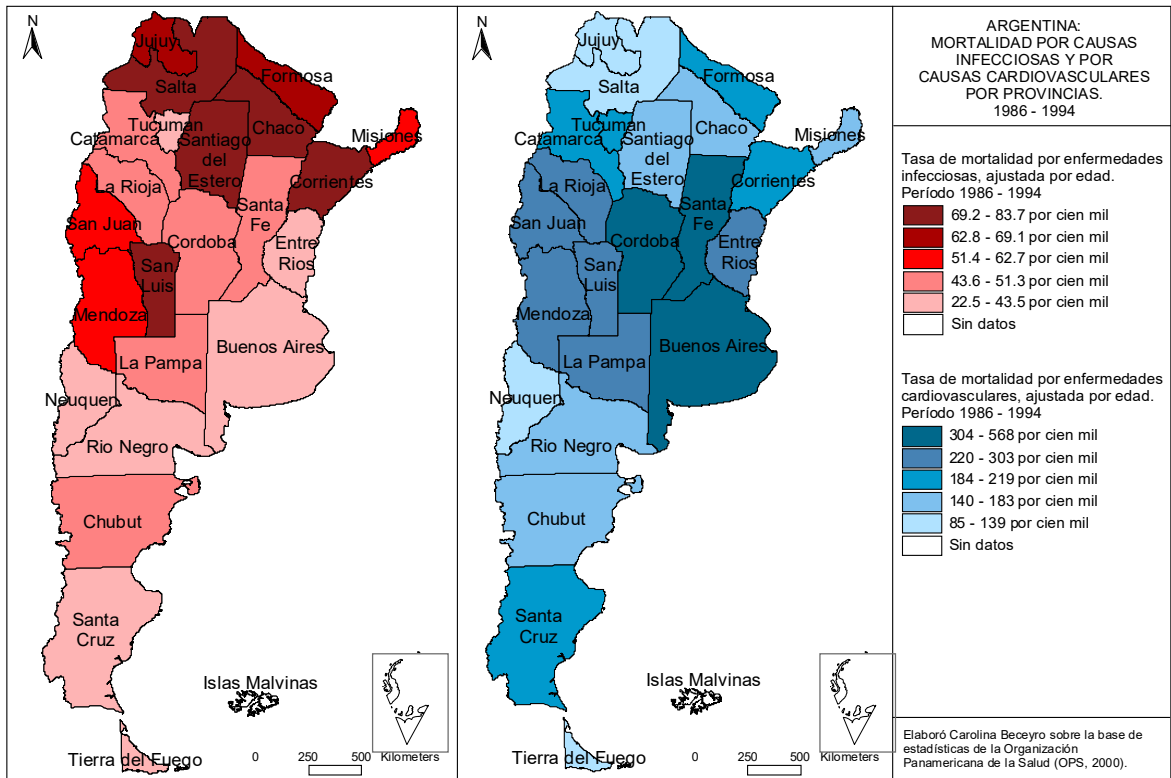 N
Jujuy
Salta
Formosa
Tucuman
Catamarca
Santiago
del
Estero
Chaco
Misiones
Corrientes
La Rioja
Santa
Fe
San Juan
Cordoba
Entre
Rios
San
Luis
Mendoza
Buenos Aires
La Pampa
Neuquen
Rio Negro
Chubut
Santa
Cruz
Islas Malvinas
Tierra del Fuego
0 Kilometers
250 500
N
Jujuy
Salta
Formosa
Tucuman
Catamarca
Santiago
del
Estero
Chaco
Misiones
Corrientes
La Rioja
Santa
Fe
San Juan
Cordoba
Entre
Rios
San
Luis
Mendoza
Buenos Aires
La Pampa
Neuquen
Rio Negro
Chubut
Santa
Cruz
Islas Malvinas
Tierra del Fuego
0 Kilometers
250 500
ARGENTINA:
MORTALIDAD POR CAUSAS
INFECCIOSAS Y POR
CAUSAS CARDIOVASCULARES
POR PROVINCIAS.
1986 - 1994
Tasa de mortalidad por enfermedades
infecciosas, ajustada por edad.
Período 1986 - 1994
69.2 - 83.7 por cien mil
62.8 - 69.1 por cien mil
51.4 - 62.7 por cien mil
43.6 - 51.3 por cien mil
22.5 - 43.5 por cien mil
Sin datos
Tasa de mortalidad por enfermedades
cardiovasculares, ajustada por edad.
Período 1986 - 1994
304 - 568 por cien mil
220 - 303 por cien mil
184 - 219 por cien mil
140 - 183 por cien mil
85 - 139 por cien mil
Sin datos
Elaboró Carolina Beceyro sobre la base de
estadísticas de la Organización
Panamericana de la Salud (OPS, 2000).